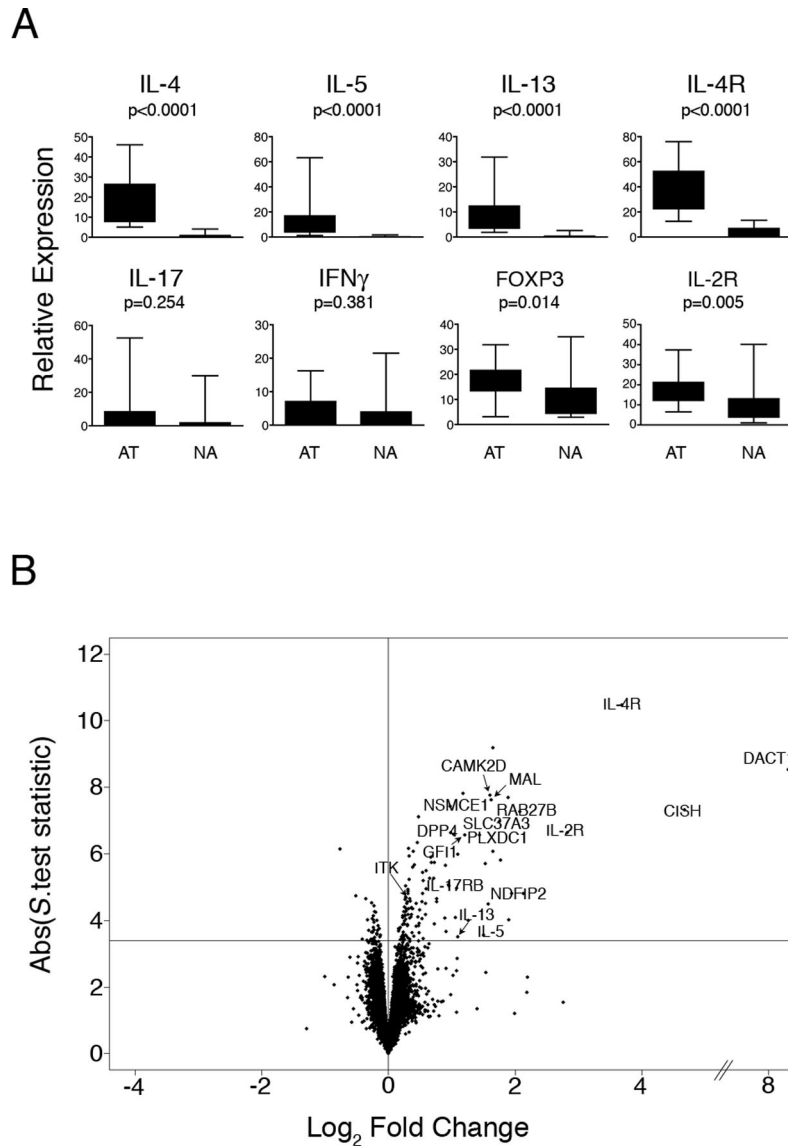 A
Relative Expression
IL-4 IL-5 IL-13 IL-4R
p<0.0001 p<0.0001 p<0.0001 p<0.0001
50 40 30 20 10 0
80 60 40 20 0
40 30 20 10 0
80 60 40 20 0
IL-17 IFNγ FOXP3 IL-2R
p=0.254 p=0.381 p=0.014 p=0.005
60 40 20 0
30 20 10 0
40 30 20 10 0
50 40 30 20 10 0
AT NA AT NA AT NA AT NA
B
Abs(S.test statistic)
12
IL-4R
10
DACT
CAMK2D
8
MAL
NSMCE1 RAB27B CISH
SLC37A3
DPP4 PLXDC1 IL-2R
GFI1
6
ITK
IL-17RB NDFIP2
IL-13
4
IL-5
2
0
-4 -2 0 2 4 // 8
Log2 Fold Change